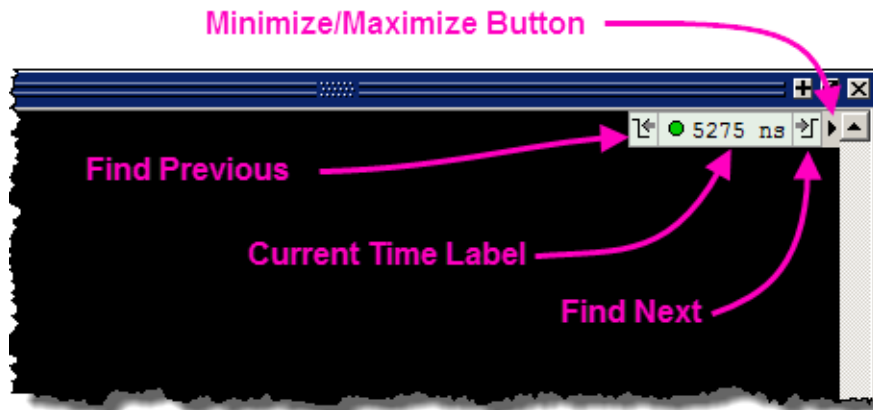 Minimize/Maximize Button
5275 ns
Find Previous
Current Time Label
Find Next